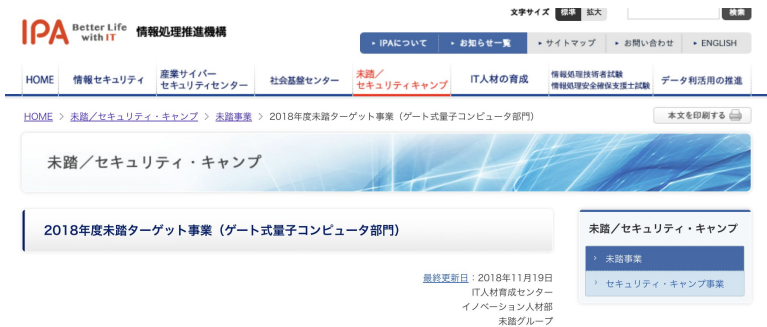 文字サイズ 標準 拡大 検索
IPA Better Life with IT 情報処理推進機構
IPAについて お知らせ一覧 サイトマップ お問い合わせ ENGLISH
HOME 情報セキュリティ 産業サイバーセキュリティセンター 社会基盤センター 未踏／セキュリティキャンプ IT人材の育成 情報処理技術者試験 情報処理安全確保支援士試験 データ利活用の推進
HOME > 未踏／セキュリティ・キャンプ > 未踏事業 > 2018年度未踏ターゲット事業（ゲート式量子コンピュータ部門）
本文を印刷する
未踏／セキュリティ・キャンプ
2018年度未踏ターゲット事業（ゲート式量子コンピュータ部門）
最終更新日：2018年11月19日
IT人材育成センター
イノベーション人材部
未踏グループ
未踏／セキュリティ・キャンプ
未踏事業
セキュリティ・キャンプ事業